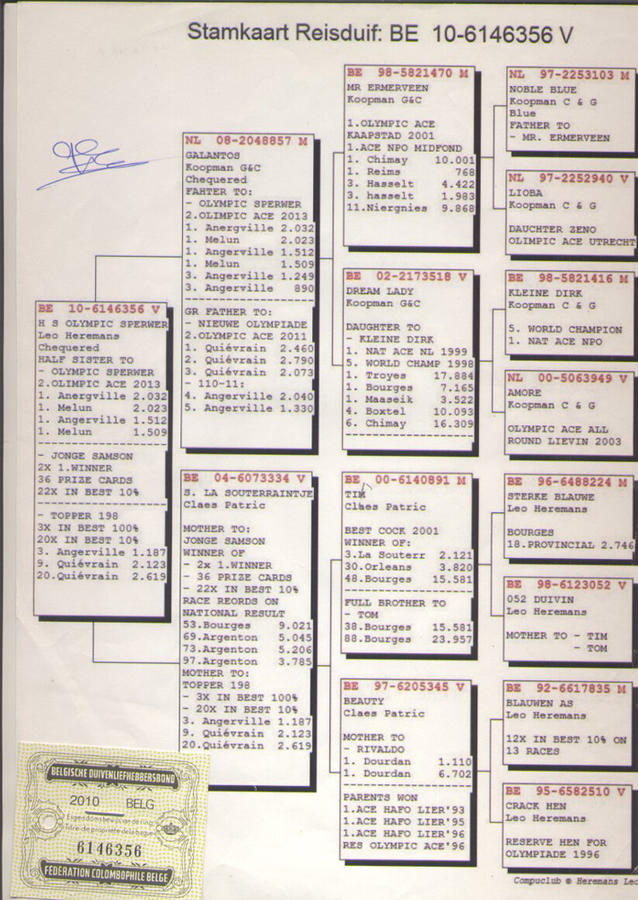 Stamkaart Reisduif: BE 10-6146356 V
BE 10-6146356 V
H S OLYMPIC SPERWER
Leo Heremans
Chequered
HALF SISTER TO
- OLYMPIC SPERWER
2.OLIMPIC ACE 2013
1. Anergville 2.032
1. Melun 2.023
1. Angerville 1.512
1. Melun 1.509
- JONGE SAMSON
2X 1.WINNER
36 PRIZE CARDS
22X IN BEST 10%
- TOPPER 198
3X IN BEST 100%
20X IN BEST 10%
3. Angerville 1.187
9. Quiévrain 2.123
20.Quiévrain 2.619
NL 08-2048857 M
GALANTOS
Koopman G&C
Chequered
FAHTER TO:
- OLYMPIC SPERWER
2.OLIMPIC ACE 2013
1. Anergville 2.032
1. Melun 2.023
1. Angerville 1.512
1. Melun 1.509
3. Angerville 1.249
3. Angerville 890
GR FATHER TO:
- NIEUWE OLYMPIADE
2.OLYMPIC ACE 2011
1. Quiévrain 2.460
2. Quiévrain 2.790
3. Quiévrain 2.073
- 110-11:
4. Angerville 2.040
5. Angerville 1.330
BE 04-6073334 V
S. LA SOUTERRAINTJE
Claes Patric
MOTHER TO:
JONGE SAMSON
WINNER OF
- 2x 1.WINNER
- 36 PRIZE CARDS
- 22X IN BEST 10%
RACE REORDS ON
NATIONAL RESULT
53.Bourges 9.021
69.Argenton 5.045
73.Argenton 5.206
97.Argenton 3.785
MOTHER TO:
TOPPER 198
- 3X IN BEST 100%
- 20X IN BEST 10%
3. Angerville 1.187
9. Quiévrain 2.123
20.Quiévrain 2.619
BE 98-5821470 M
MR ERMERVEEN
Koopman G&C
1.OLYMPIC ACE
KAAPSTAD 2001
1.ACE NPO MIDFOND
1. Chimay 10.001
1. Reims 768
3. Hasselt 4.422
3. hasselt 1.983
11.Niergnies 9.868
BE 02-2173518 V
DREAM LADY
Koopman G&C
DAUGHTER TO
- KLEINE DIRK
1. NAT ACE NL 1999
5. WORLD CHAMP 1998
1. Troyes 17.884
1. Bourges 7.165
1. Maaseik 3.522
4. Boxtel 10.093
6. Chimay 16.309
BE 00-6140891 M
TIM
Claes Patric
BEST COCK 2001
WINNER OF:
3.La Souterr 2.121
30.Orleans 3.820
48.Bourges 15.581
FULL BROTHER TO
- TOM
38.Bourges 15.581
88.Bourges 23.957
BE 97-6205345 V
BEAUTY
Claes Patric
MOTHER TO
- RIVALDO
1. Dourdan 1.110
1. Dourdan 6.702
PARENTS WON
1.ACE HAFO LIER'93
1.ACE HAFO LIER'95
1.ACE HAFO LIER'96
RES OLYMPIC ACE'96
NL 97-2253103 M
NOBLE BLUE
Koopman C & G
Blue
FATHER TO
- MR. ERMERVEEN
NL 97-2252940 V
LIOBA
Koopman C & G
DAUCHTER ZENO
OLIMPIC ACE UTRECHT
BE 98-5821416 M
KLEINE DIRK
Koopman C & G
5. WORLD CHAMPION
1. NAT ACE NPO
NL 00-5063949 V
AMORE
Koopman C & G
OLYMPIC ACE ALL
ROUND LIEVIN 2003
BE 96-6488224 M
STERKE BLAUWE
Leo Heremans
BOURGES
18.PROVINCIAL 2.746
BE 98-6123052 V
052 DUIVIN
Leo Heremans
MOTHER TO - TIM
- TOM
BE 92-6617835 M
BLAUWEN AS
Leo Heremans
12X IN BEST 10% ON
13 RACES
BE 95-6582510 V
CRACK HEN
Leo Heremans
RESERVE HEN FOR
OLYMPIADE 1996
BELGISCHE DUIVENLIEFHEBBERSBOND
2010 BELG
Eigendomsbewijs van de ring
Titre de propriété de la bague
6146356
FÉDÉRATION COLOMBOPHILE BELGE
Compuclub © Heremans Leo